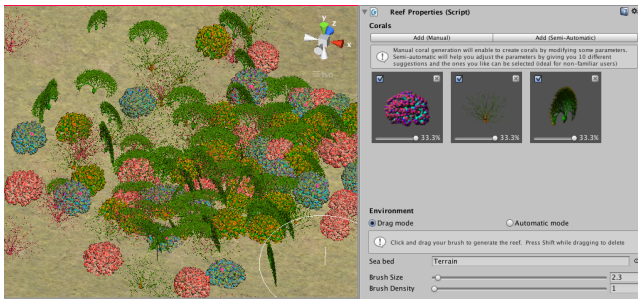 y
x
Reef Properties (Script)
Corals
Add (Manual)
Add (Semi-Automatic)
Manual coral generation will enable to create corals by modifying some parameters.
Semi-automatic will help you adjust the parameters by giving you 10 different
suggestions and the ones you like can be selected (ideal for non-familiar users)
33.3%
33.3%
33.3%
Environment
Drag mode
Automatic mode
Click and drag your brush to generate the reef. Press Shift while dragging to delete
Sea bed
Terrain
Brush Size
2.3
Brush Density
1